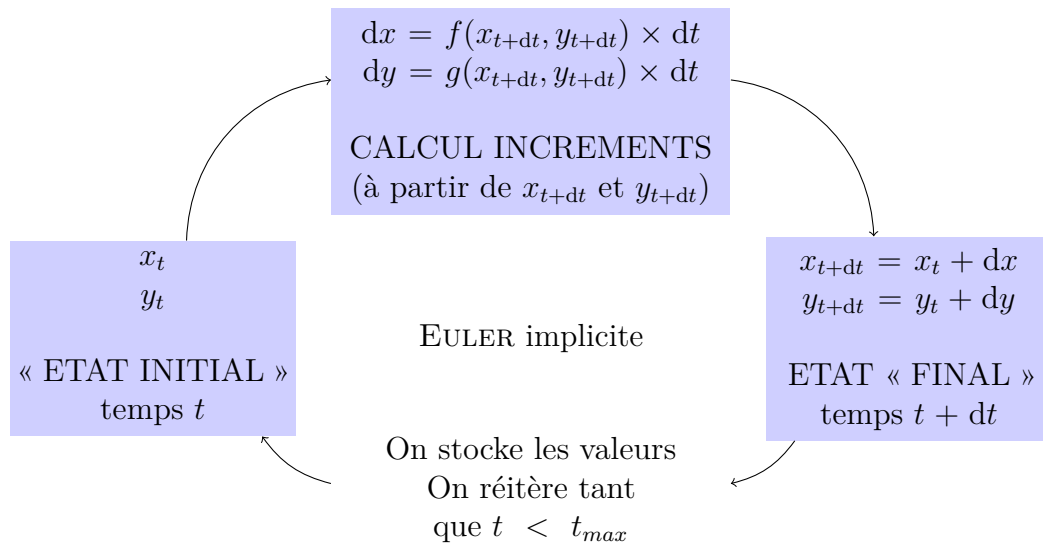 dx = f(x_{t+dt}, y_{t+dt}) × dt
dy = g(x_{t+dt}, y_{t+dt}) × dt
CALCUL INCREMENTS
(à partir de x_{t+dt} et y_{t+dt})
x_t
y_t
« ETAT INITIAL »
temps t
EULER implicite
x_{t+dt} = x_t + dx
y_{t+dt} = y_t + dy
ETAT « FINAL »
temps t + dt
On stocke les valeurs
On réitère tant
que t < t_{max}